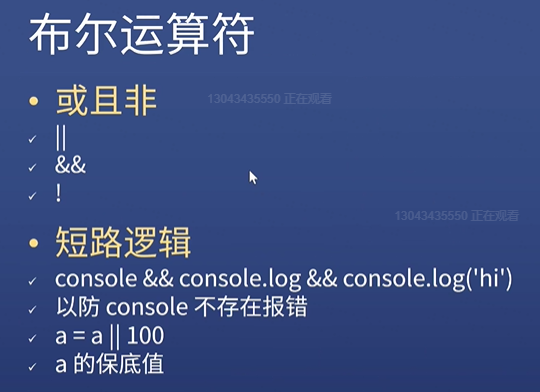 布尔运算符
• 或且非
13043435550 正在观看
✓ ||
✓ &&
✓ !
13043435550 正在观看
• 短路逻辑
✓ console && console.log && console.log('hi')
✓ 以防 console 不存在报错
✓ a = a || 100
✓ a 的保底值